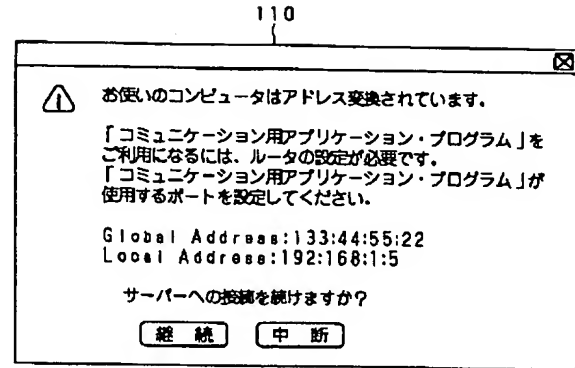 110
お使いのコンピュータはアドレス変換されています。
「コミュニケーション用アプリケーション・プログラム」を
ご利用になるには、ルータの設定が必要です。
「コミュニケーション用アプリケーション・プログラム」が
使用するポートを設定してください。
Global Address:133:44:55:22
Local Address:192:168:1:5
サーバーへの接続を続けますか?
継 続 中 断